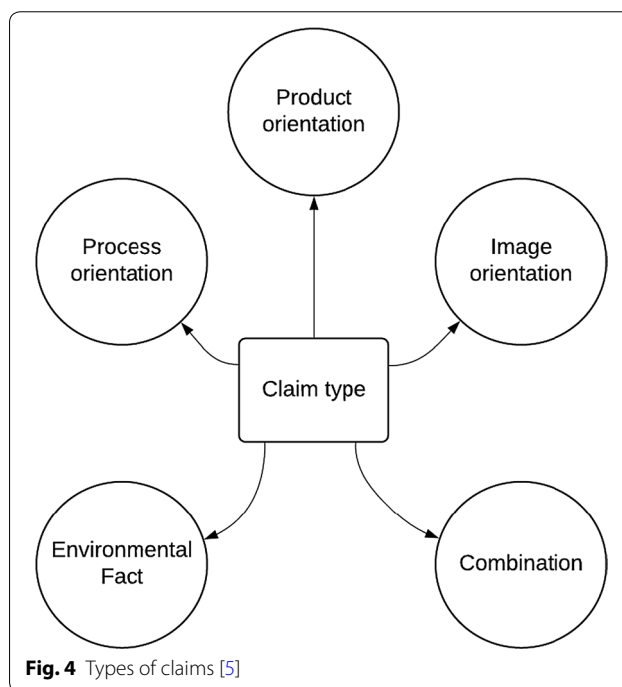 Product
orientation
Process
orientation
Image
orientation
Claim type
Environmental
Fact
Combination
Fig. 4 Types of claims [5]